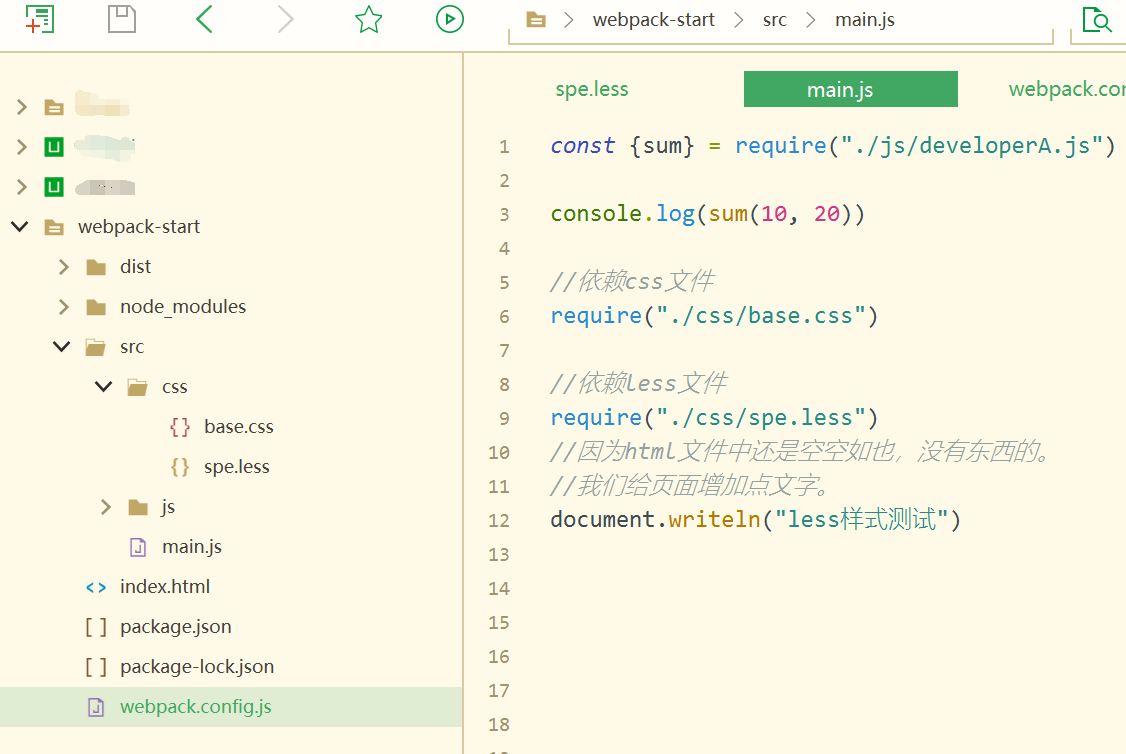 webpack-start > src > main.js
webpack-start
dist
node_modules
src
css
base.css
spe.less
js
main.js
index.html
package.json
package-lock.json
webpack.config.js
spe.less
main.js
webpack.con
1 const {sum} = require("./js/developerA.js")
2
3 console.log(sum(10, 20))
4
5 //依赖css文件
6 require("./css/base.css")
7
8 //依赖less文件
9 require("./css/spe.less")
10 //因为html文件中还是空空如也，没有东西的。
11 //我们给页面增加点文字。
12 document.writeln("less样式测试")
13
14
15
16
17
18